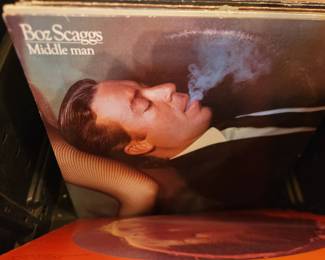 Boz Scaggs
Middle man